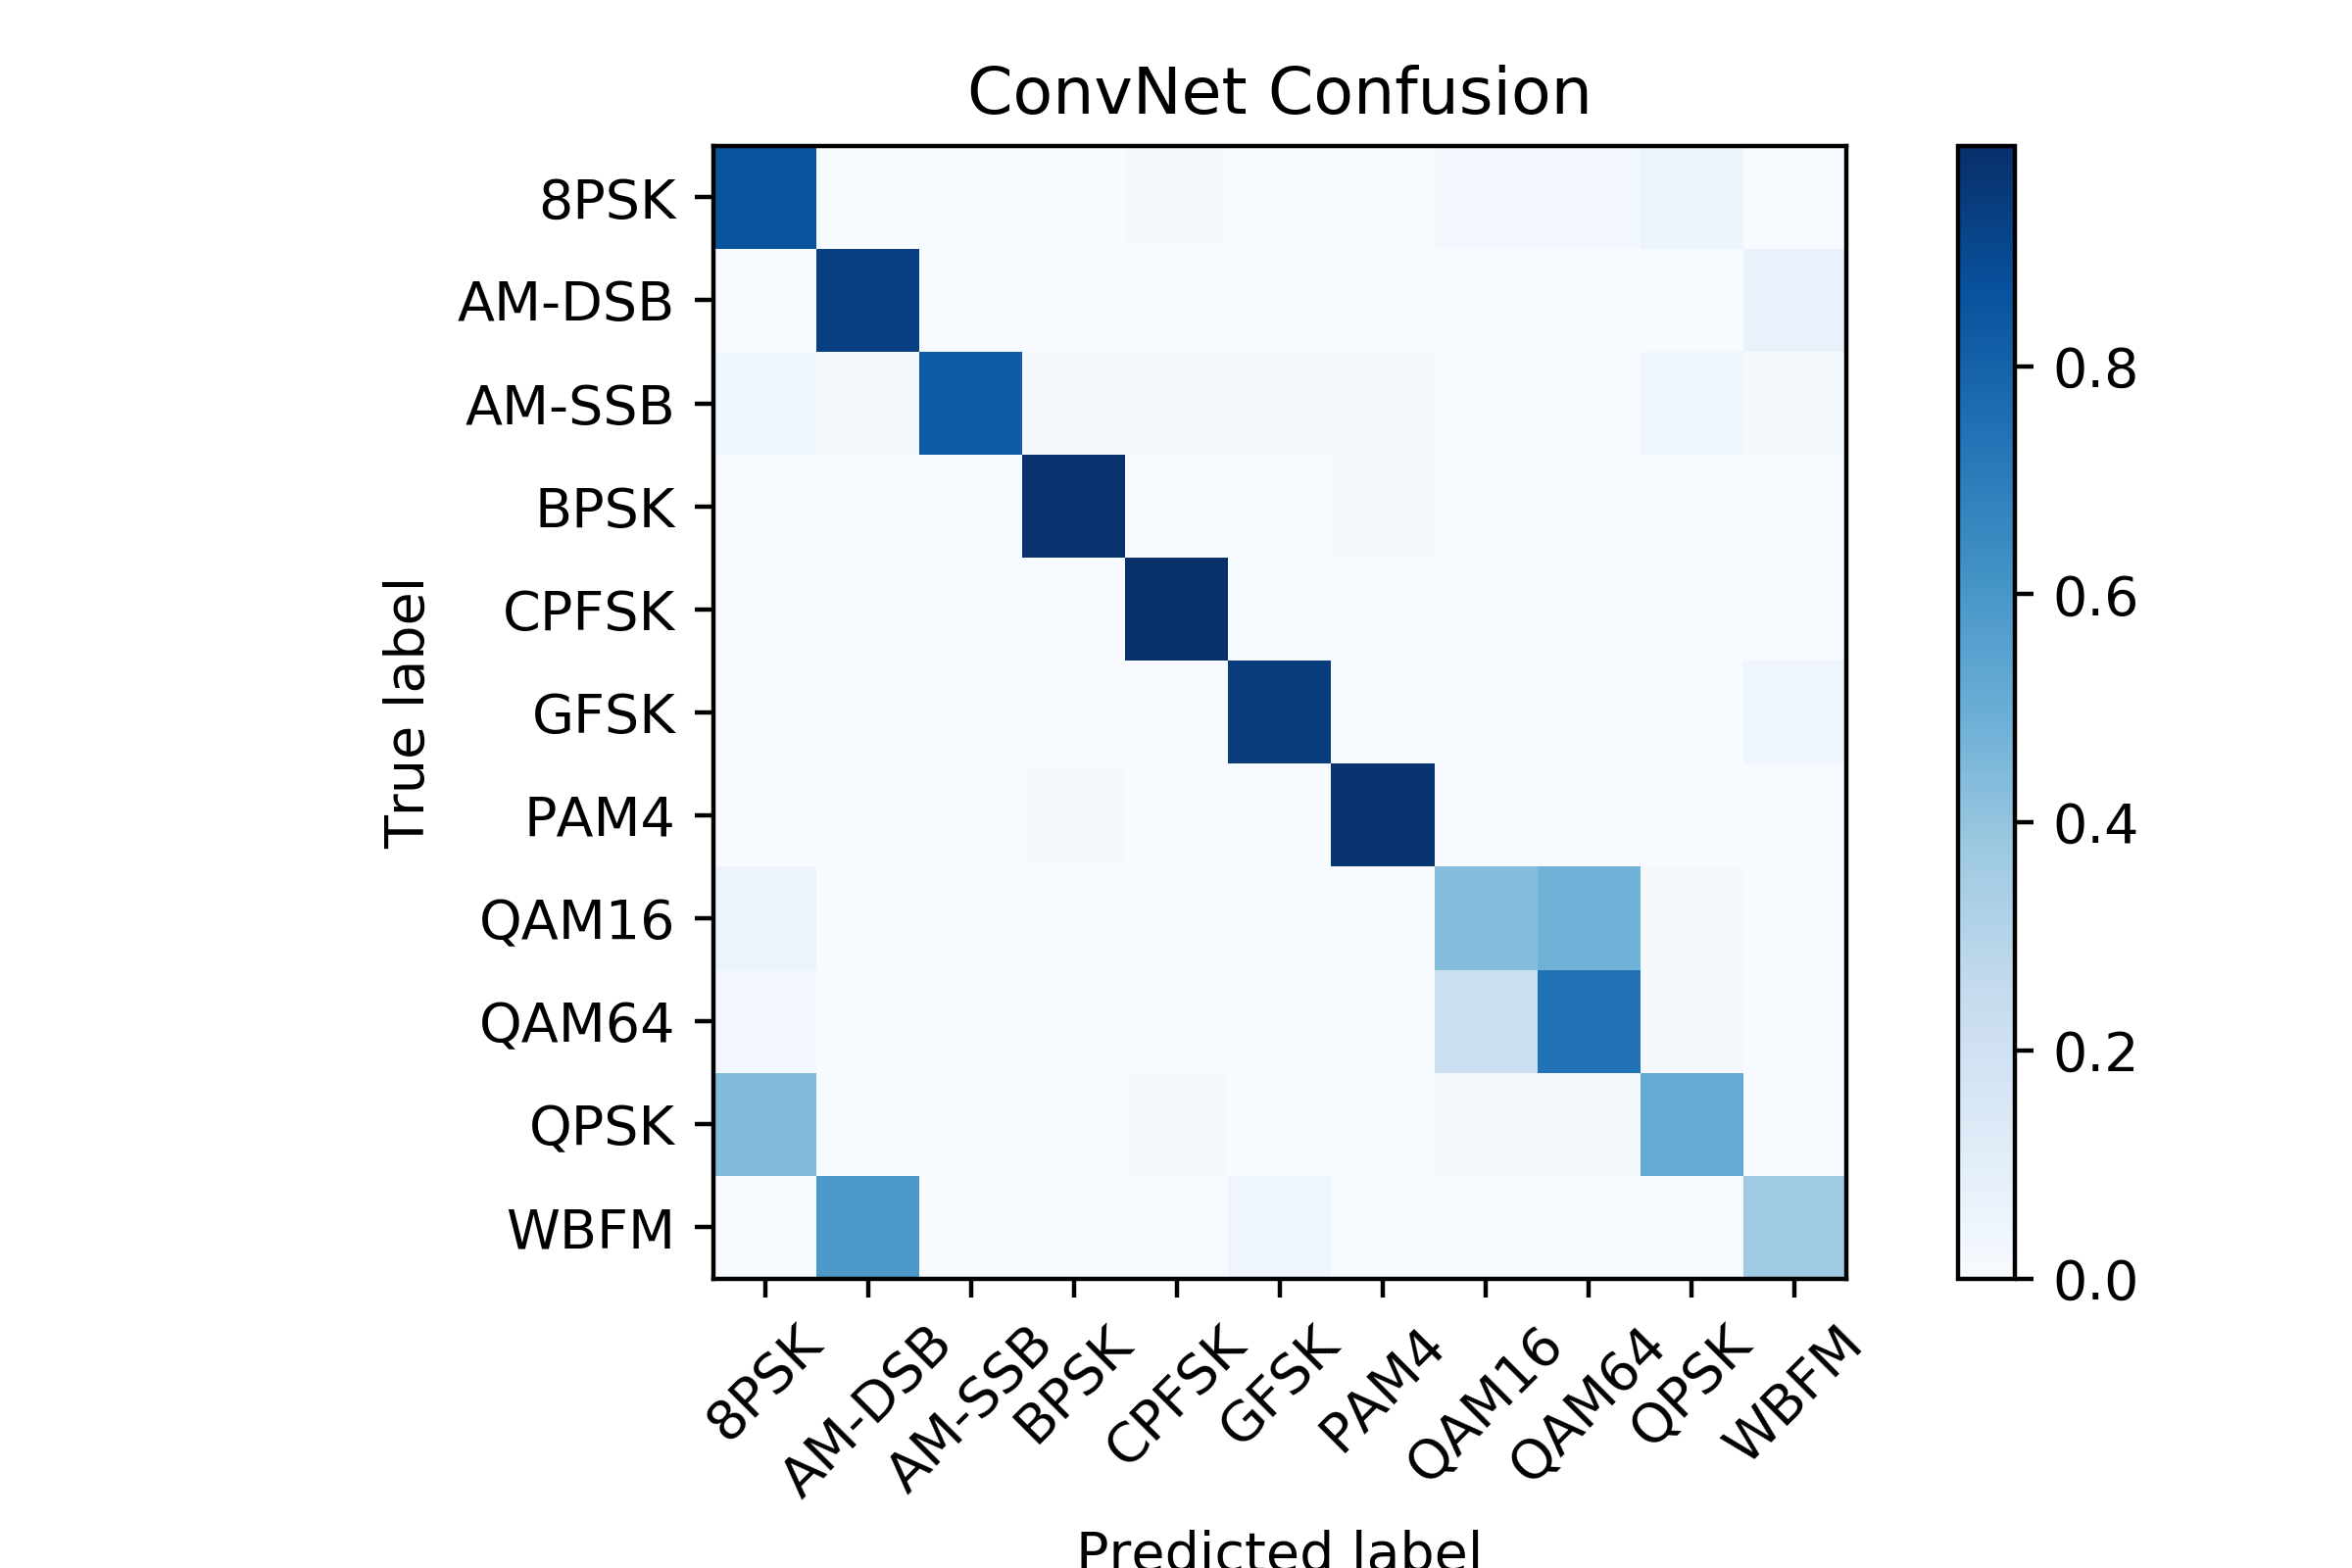 ConvNet Confusion
8PSK
AM-DSB
AM-SSB
BPSK
CPFSK
GFSK
PAM4
QAM16
QAM64
QPSK
WBFM
True label
8PSK
AM-DSB
AM-SSB
BPSK
CPFSK
GFSK
PAM4
QAM16
QAM64
QPSK
WBFM
Predicted label
0.8
0.6
0.4
0.2
0.0